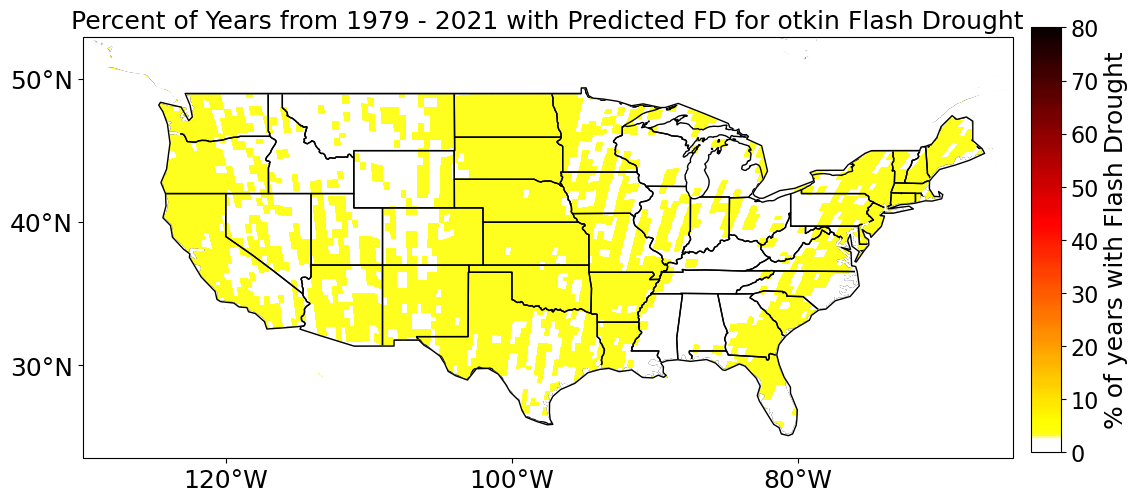 Percent of Years from 1979 - 2021 with Predicted FD for otkin Flash Drought
50°N
40°N
30°N
120°W
100°W
80°W
80
70
60
50
40
30
20
10
0
% of years with Flash Drought